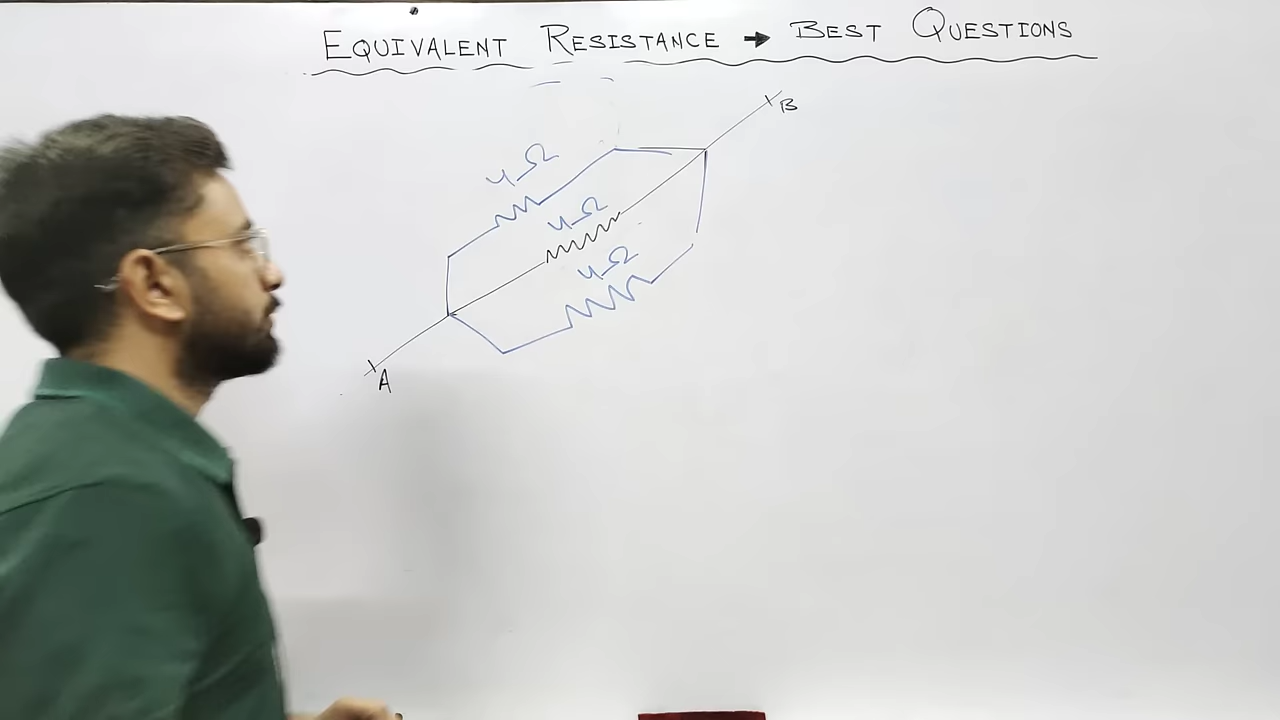 EQUIVALENT RESISTANCE → BEST QUESTIONS
B
4Ω
4Ω
4Ω
A